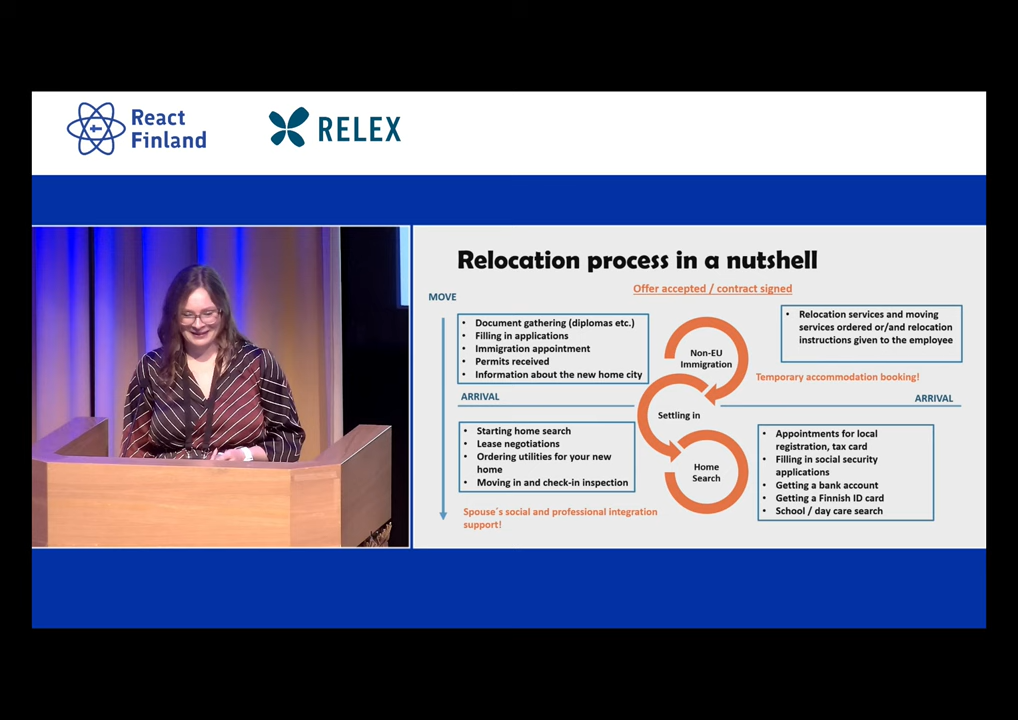 React
Finland
RELEX
Relocation process in a nutshell
Offer accepted / contract signed
MOVE
• Document gathering (diplomas etc.)
• Filling in applications
• Immigration appointment
• Permits received
• Information about the new home city
Non-EU
Immigration
• Relocation services and moving
services ordered or/and relocation
instructions given to the employee
Temporary accommodation booking!
ARRIVAL
ARRIVAL
Settling in
• Starting home search
• Lease negotiations
• Ordering utilities for your new
home
• Moving in and check-in inspection
Home
Search
• Appointments for local
registration, tax card
• Filling in social security
applications
• Getting a bank account
• Getting a Finnish ID card
• School / day care search
Spouse´s social and professional integration
support!